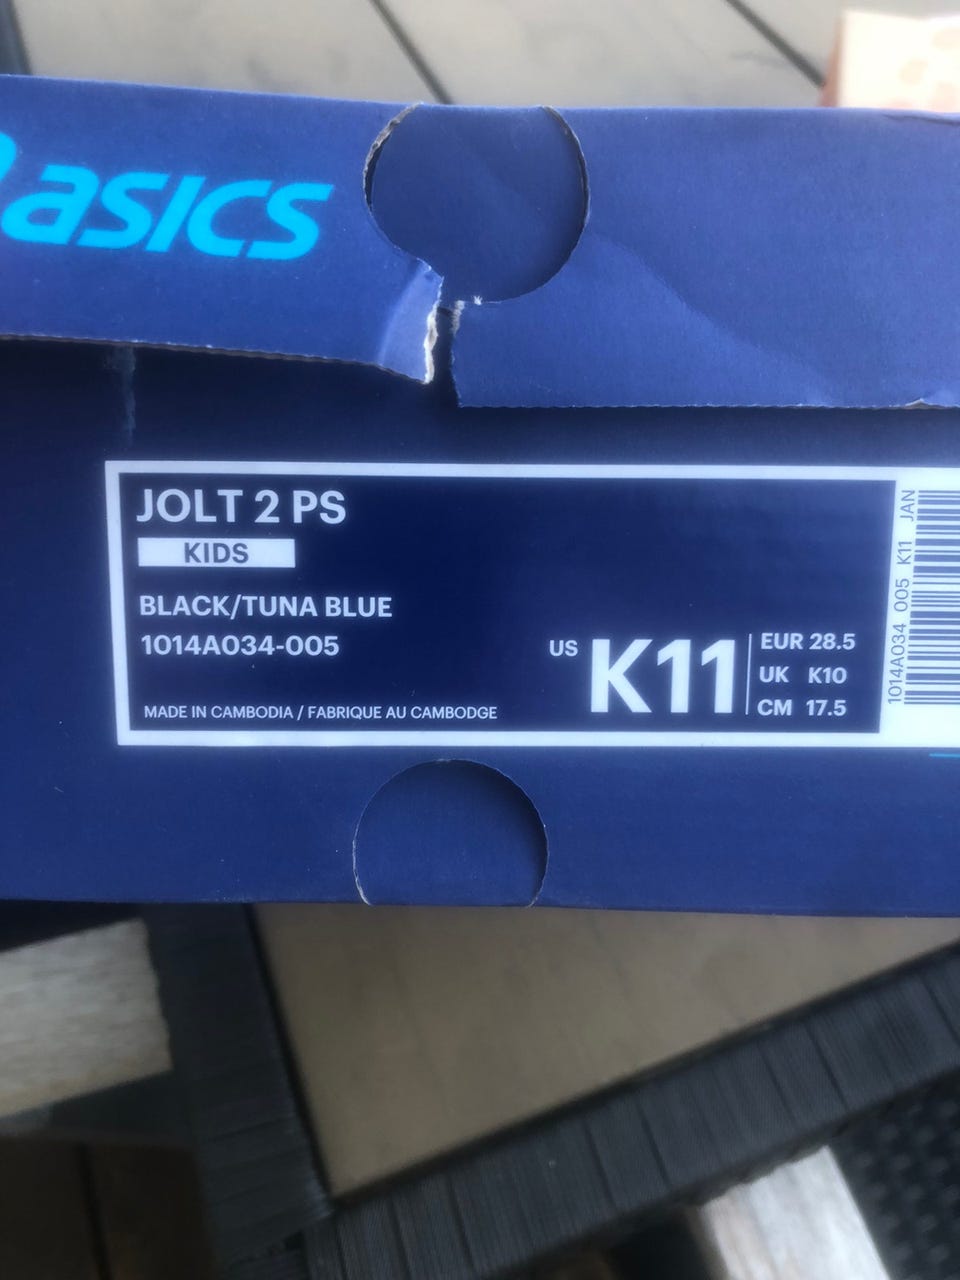 asics
JOLT 2 PS
KIDS
BLACK/TUNA BLUE
1014A034-005
MADE IN CAMBODIA / FABRIQUE AU CAMBODGE
US K11
EUR 28.5
UK K10
CM 17.5
1014A034 005 K11 JAN